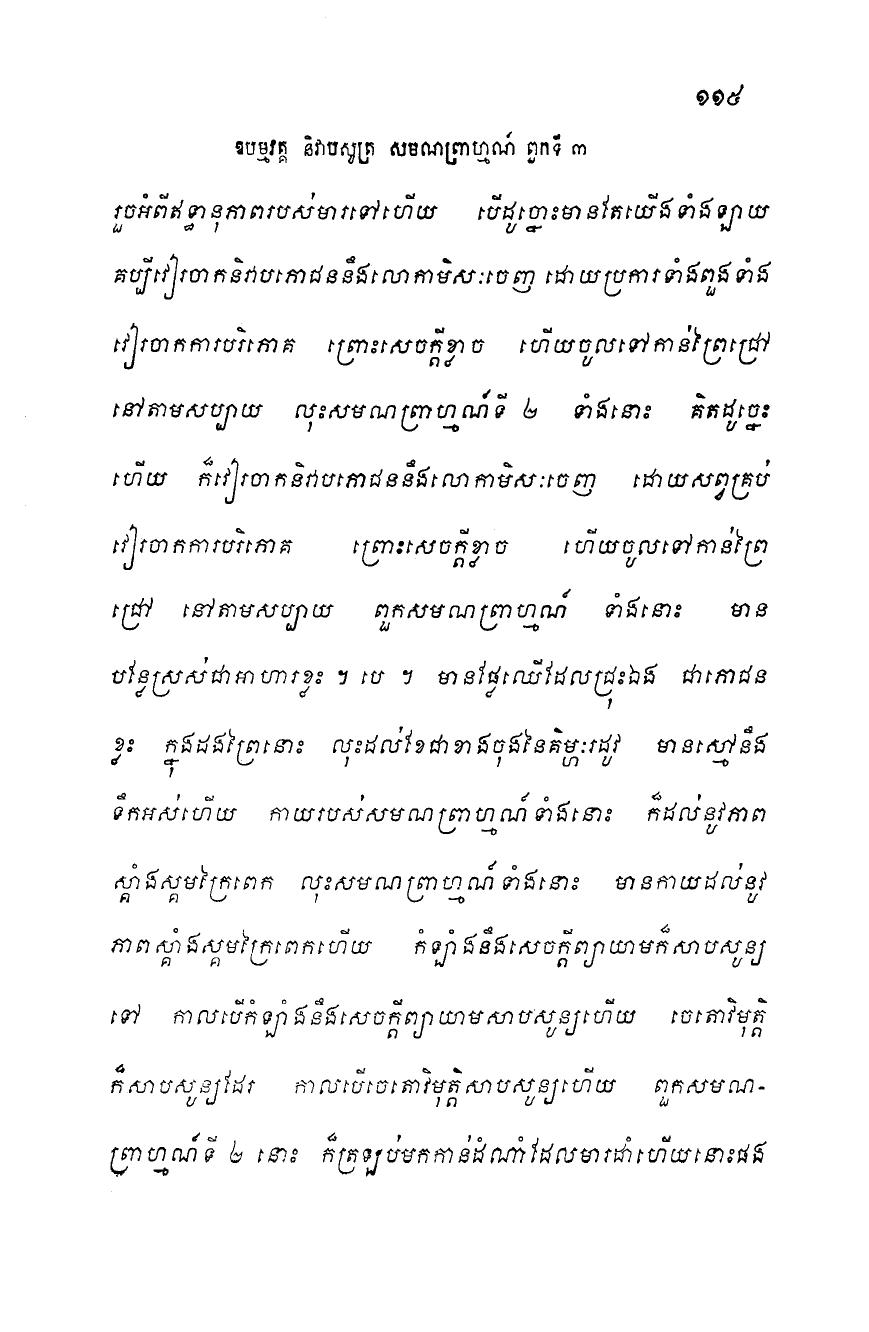 ១១៥
ឱបម្មវគ្គ និវាបសូត្រ សមណព្រាហ្មណ៍ ពួកទី ៣
រួចអំពីឥទ្ធានុភាពរបស់មារទៅហើយ បើដូច្នោះមានតែយើងទាំងឡាយ
គប្បីវៀរចាកនិវាបភោជននឹងលោកាមិសៈចេញ ដោយប្រការទាំងពួងទាំង
វៀរចាកការបរិភោគ ព្រោះសេចក្តីខ្លាច ហើយចូលទៅកាន់ព្រៃជ្រៅ
នៅតាមសប្បាយ លុះសមណព្រាហ្មណ៍ទី ២ ទាំងនោះ គិតដូច្នេះ
ហើយ ក៏វៀរចាកនិវាបភោជននឹងលោកាមិសៈចេញ ដោយសព្វគ្រប់
វៀរចាកការបរិភោគ ព្រោះសេចក្តីខ្លាច ហើយចូលទៅកាន់ព្រៃ
ជ្រៅ នៅតាមសប្បាយ ពួកសមណព្រាហ្មណ៍ ទាំងនោះ មាន
បន្លែស្រស់ជាអាហារខ្លះ ។ បេ ។ មានផ្លែឈើដែលជ្រុះឯង ជាភោជន
ខ្លះ ក្នុងដងព្រៃនោះ លុះដល់ខែជាខាងចុងនៃគិម្ហៈរដូវ មានស្មៅនឹង
ទឹកអស់ហើយ កាយរបស់សមណព្រាហ្មណ៍ទាំងនោះ ក៏ដល់នូវភាព
ស្គាំងស្គមក្រៃពេក លុះសមណព្រាហ្មណ៍ទាំងនោះ មានកាយដល់នូវ
ភាពស្គាំងស្គមក្រៃពេកហើយ កំឡាំងនឹងសេចក្តីព្យាយាមក៏សាបសូន្យ
ទៅ កាលបើកំឡាំងនឹងសេចក្តីព្យាយាមសាបសូន្យហើយ ចេតោវិមុត្តិ
ក៏សាបសូន្យដែរ កាលបើចេតោវិមុត្តិសាបសូន្យហើយ ពួកសមណ-
ព្រាហ្មណ៍ទី ២ នោះ ក៏ត្រឡប់មកកាន់ដំណាំដែលមារដាំហើយនោះផង